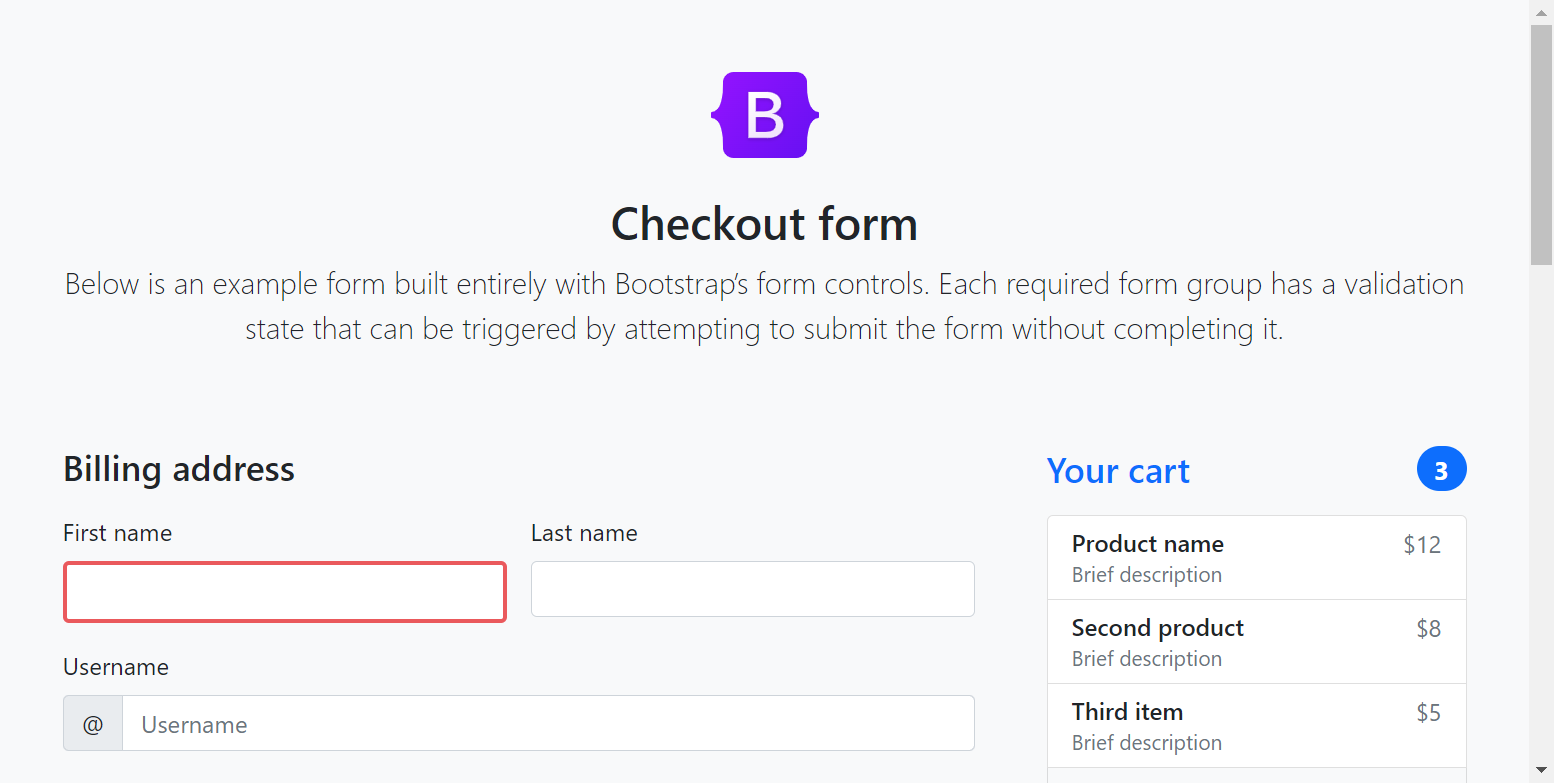 B
Checkout form
Below is an example form built entirely with Bootstrap’s form controls. Each required form group has a validation
state that can be triggered by attempting to submit the form without completing it.
Billing address
First name
Last name
Username
@
Username
Your cart
3
Product name
$12
Brief description
Second product
$8
Brief description
Third item
$5
Brief description